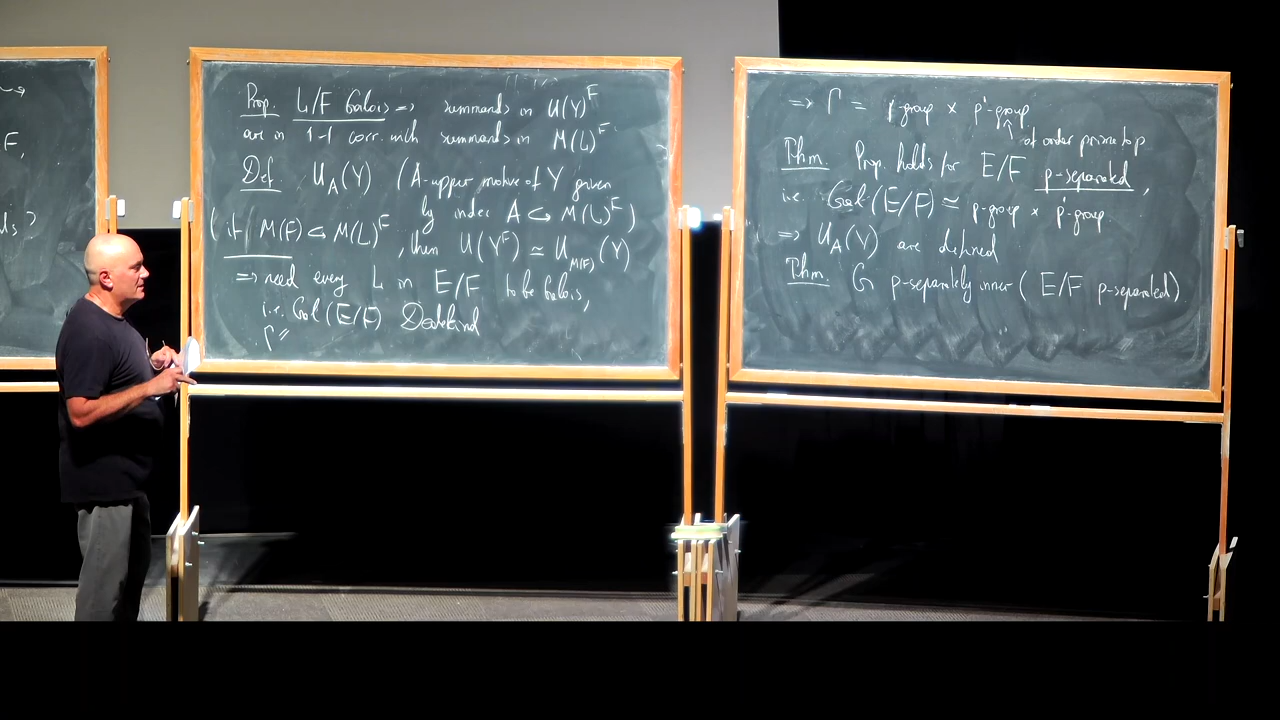 F,
ds?
Prop. L/F Galois ⇒ summands in U(Y)^F
are in 1-1 corr. with summands in M(L)^F.
Def. U_A(Y) (A-upper motive of Y given
by index A ↪ M(L)^F)
(if M(F) ↪ M(L)^F, then U(Y^F) ≃ U_{M(F)}(Y)
⇒ need every L in E/F to be Galois,
i.e. Gal(E/F) Dedekind
Γ =
⇒ Γ = p-group × p'-group
of order prime to p
Thm. Prop. holds for E/F p-separated,
i.e. Gal(E/F) ≃ p-group × p'-group.
⇒ U_A(Y) are defined
Thm G p-separately inner (E/F p-separated)